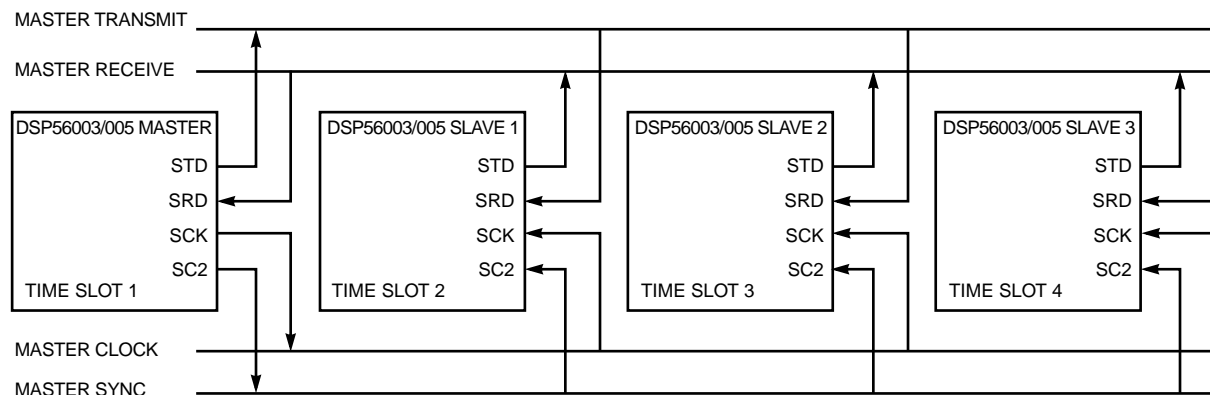 MASTER TRANSMIT
MASTER RECEIVE
DSP56003/005 MASTER
STD
SRD
SCK
SC2
TIME SLOT 1
DSP56003/005 SLAVE 1
STD
SRD
SCK
SC2
TIME SLOT 2
DSP56003/005 SLAVE 2
STD
SRD
SCK
SC2
TIME SLOT 3
DSP56003/005 SLAVE 3
STD
SRD
SCK
SC2
TIME SLOT 4
MASTER CLOCK
MASTER SYNC